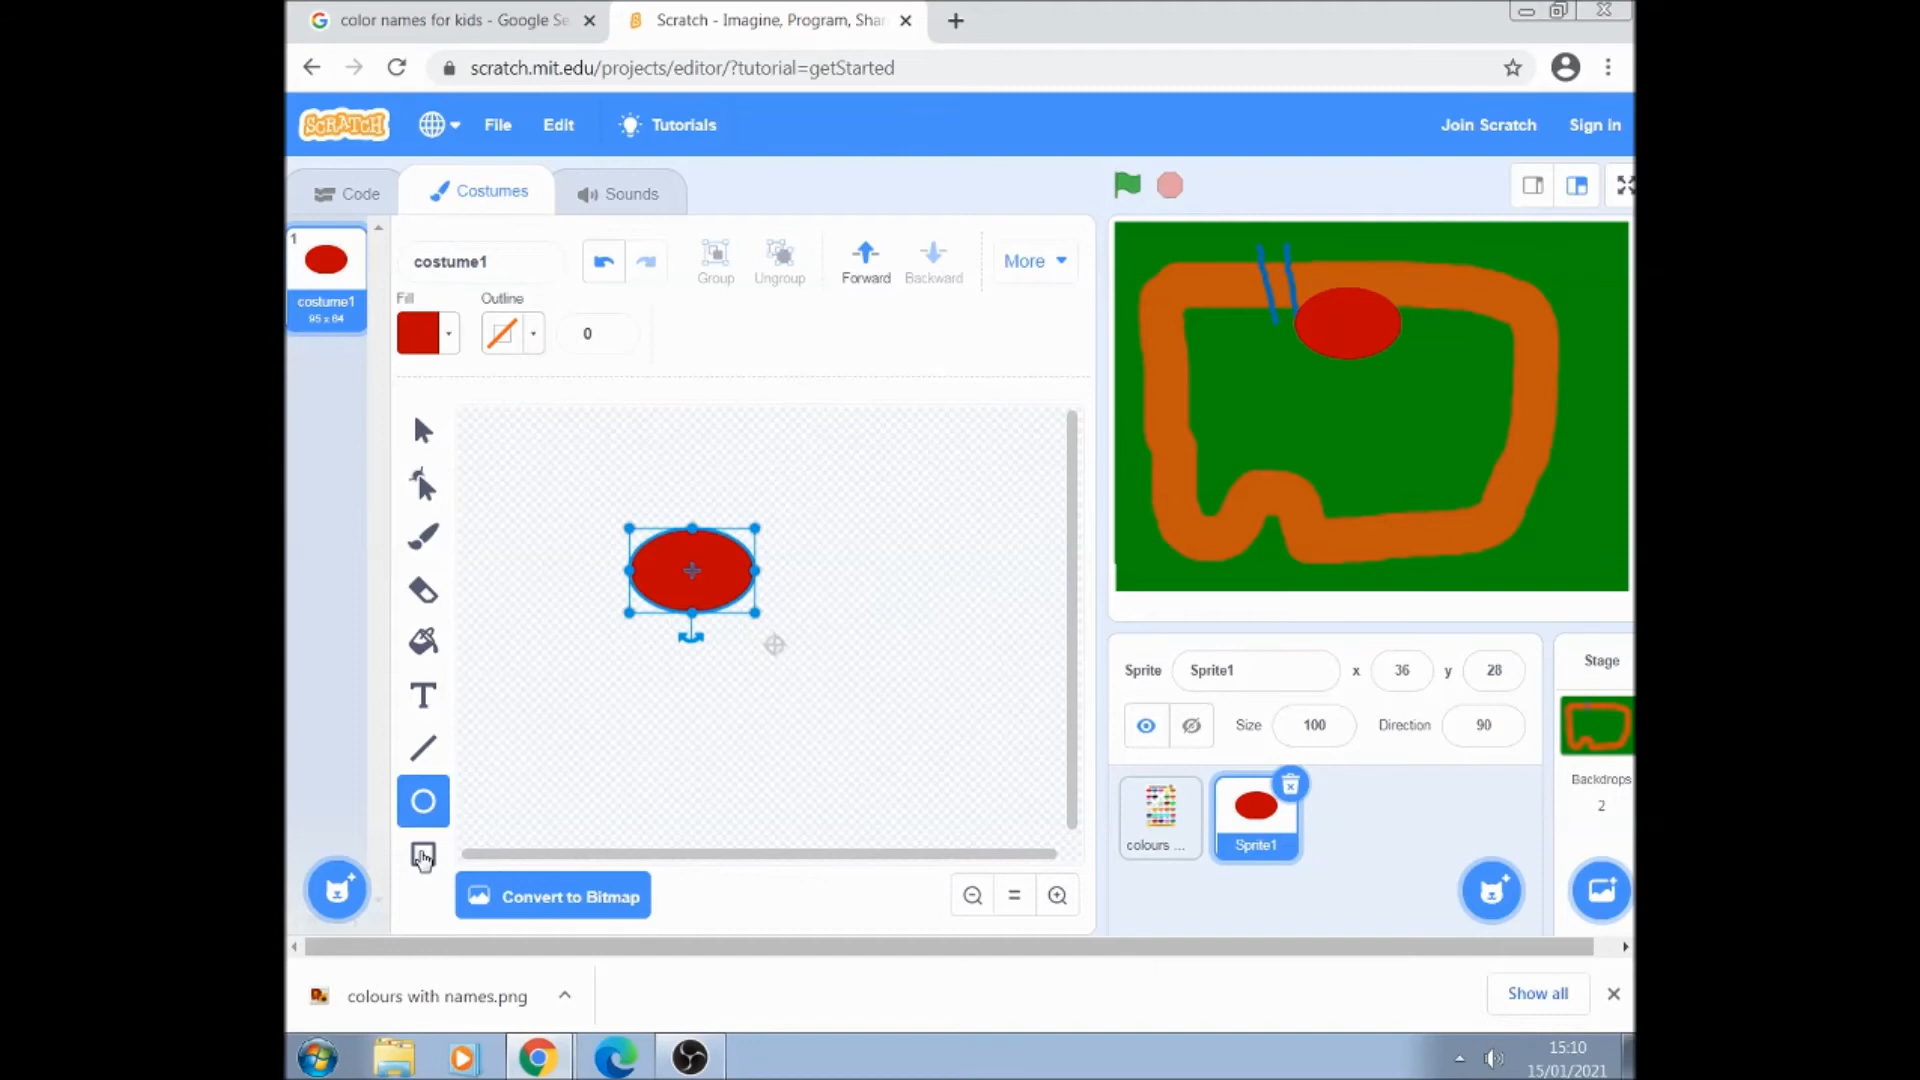 color names for kids - Google Se
Scratch - Imagine, Program, Shar
scratch.mit.edu/projects/editor/?tutorial=getStarted
SCRATCH
File
Edit
Tutorials
Join Scratch
Sign in
Code
Costumes
Sounds
1
costume1
95 x 64
costume1
Group
Ungroup
Forward
Backward
More
Fill
Outline
0
T
Convert to Bitmap
Sprite
Sprite1
x
36
y
28
Size
100
Direction
90
Stage
Backdrops
2
colours ...
Sprite1
colours with names.png
Show all
15:10
15/01/2021